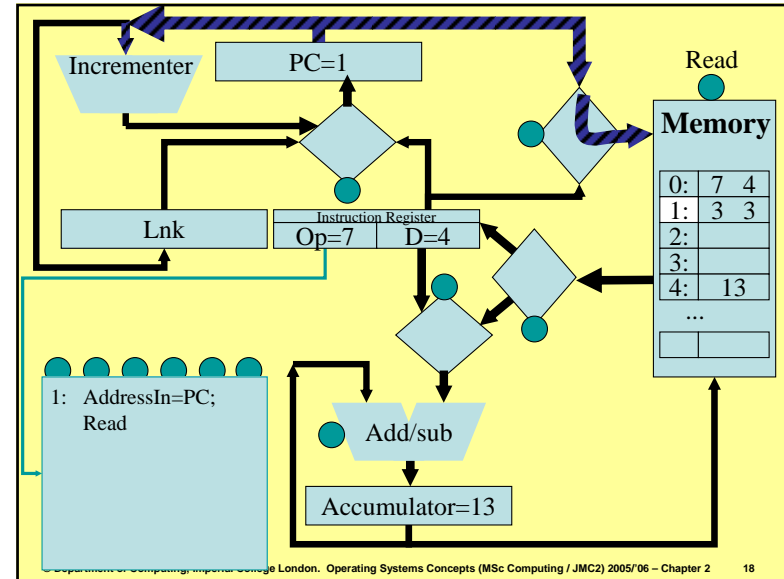 Incrementer
PC=1
Read
Memory
0: 7 4
1: 3 3
2:
3:
4: 13
...
Lnk
Instruction Register
Op=7 D=4
1: AddressIn=PC;
Read
Add/sub
Accumulator=13
© Department of Computing, Imperial College London. Operating Systems Concepts (MSc Computing / JMC2) 2005/'06 – Chapter 2 18